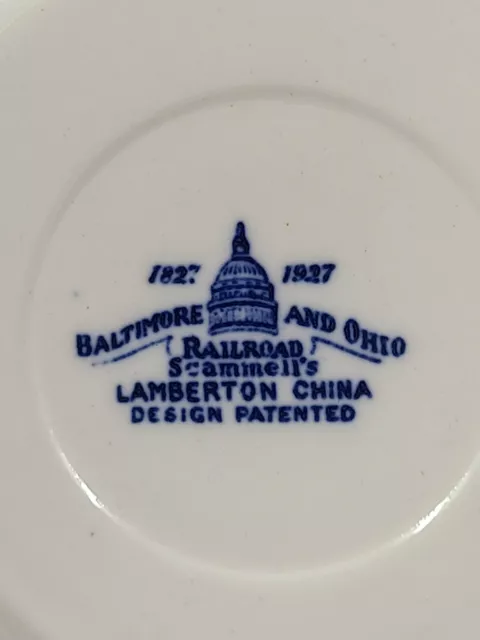 1827 1927
BALTIMORE AND OHIO
RAILROAD
Scammell's
LAMBERTON CHINA
DESIGN PATENTED